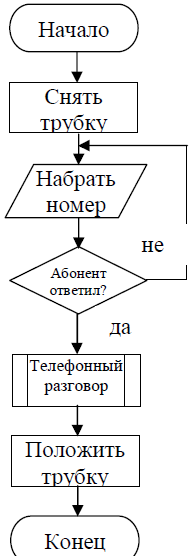 Начало
Снять
трубку
Набрать
номер
не
Абонент
ответил?
да
Телефонный
разговор
Положить
трубку
Конец